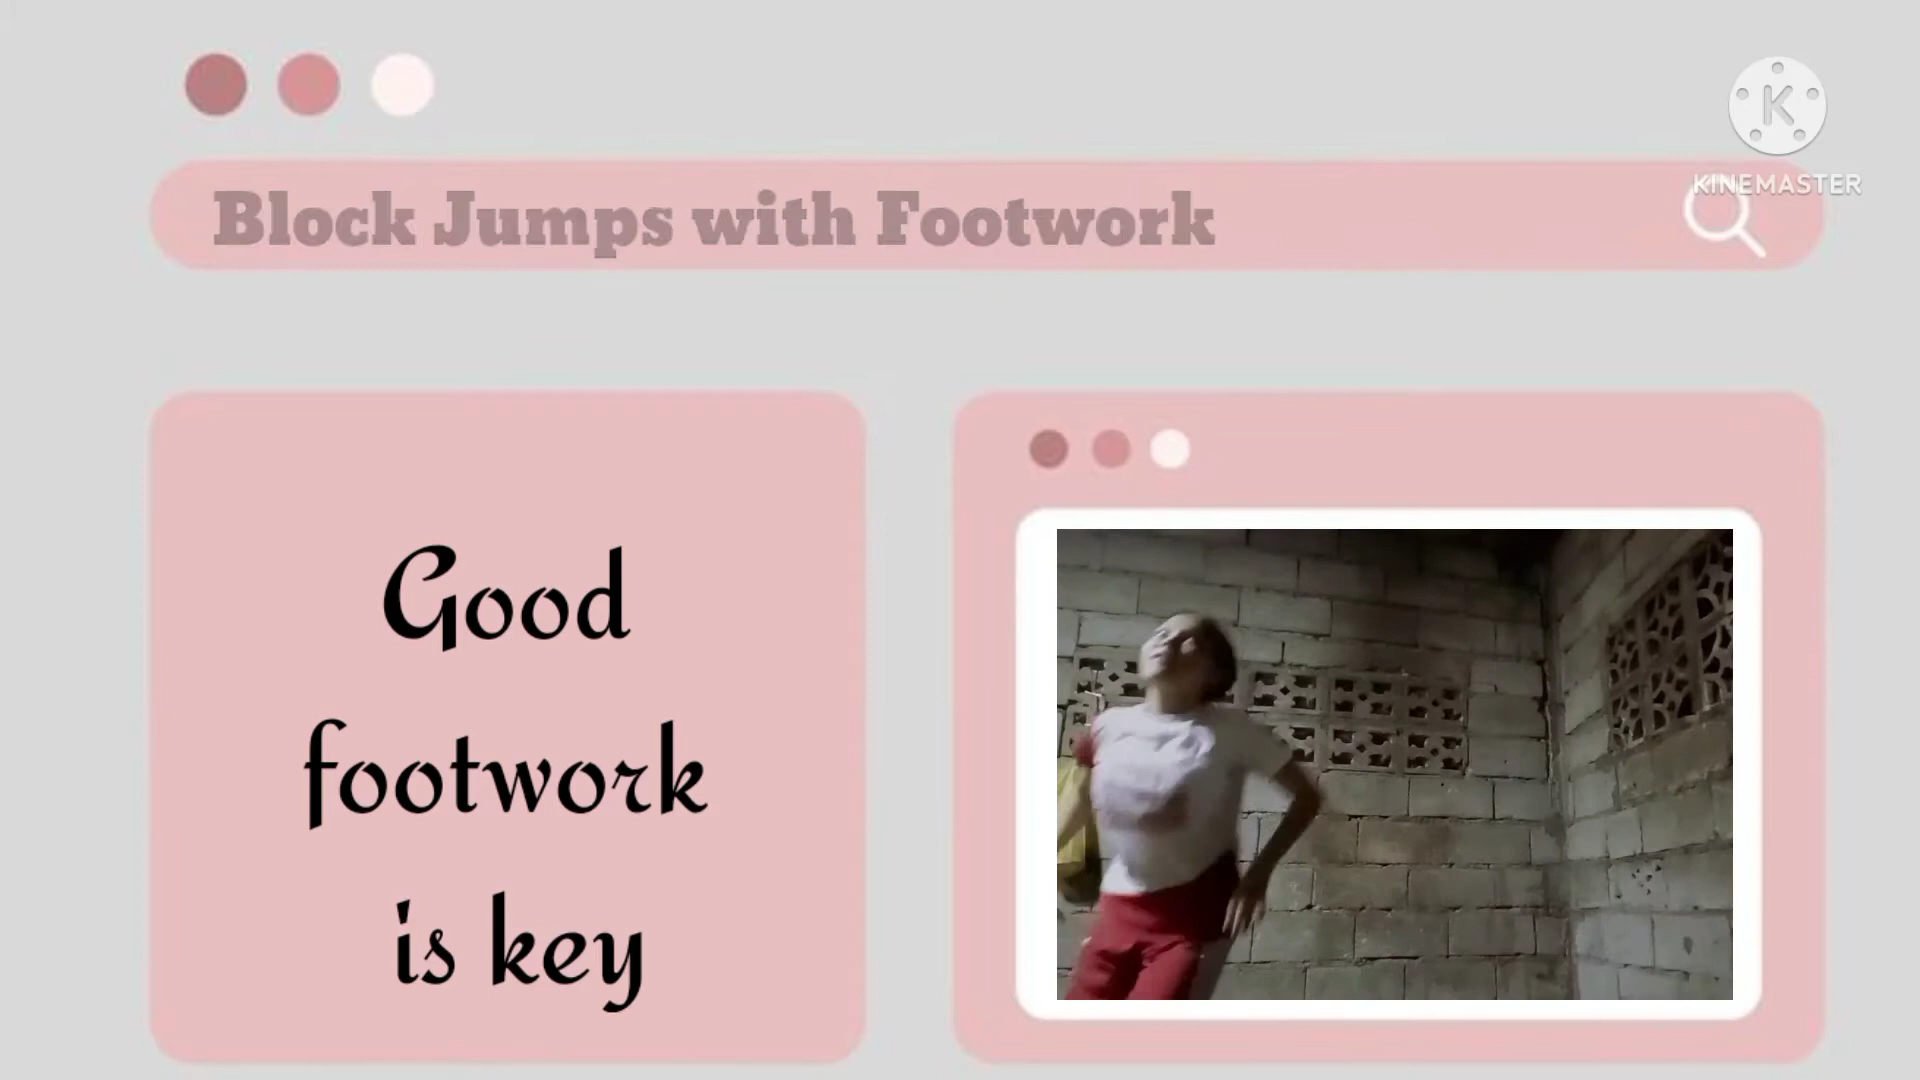 K
KINEMASTER
Block Jumps with Footwork
Good
footwork
is key